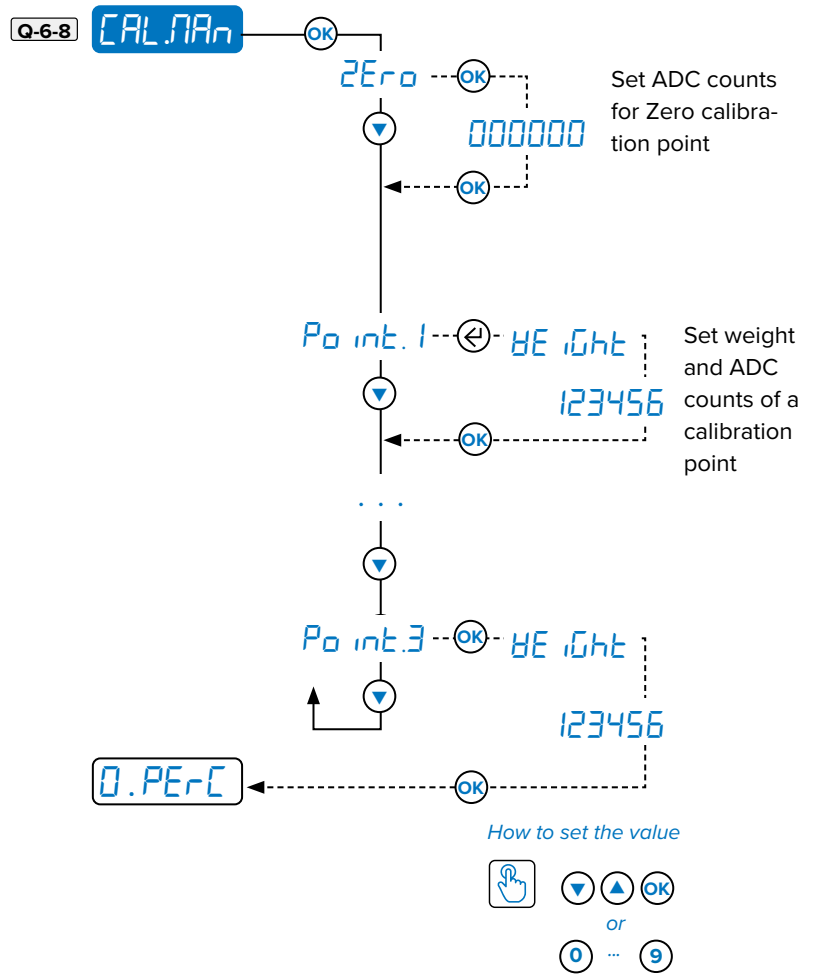 Q-6-8 CAL.MAn OK
2Ero OK
Set ADC counts
for Zero calibra-
tion point
000000
OK
Point.1 WEiGht
Set weight
and ADC
counts of a
calibration
point
123456
OK
...
Point.3 OK WEiGht
123456
0.PErC OK
How to set the value
OK
or
0 ... 9